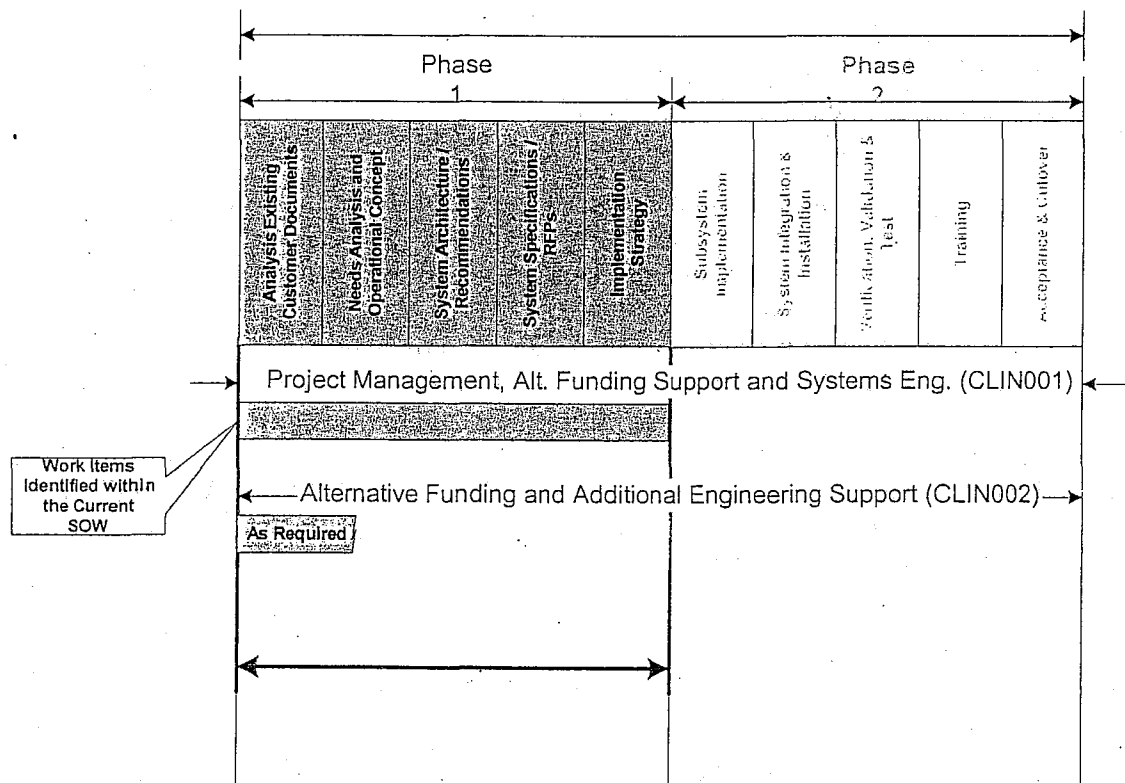 Phase
1
Phase
2
Analysis Existing
Customer Documents
Needs Analysis and
Operational Concept
System Architecture /
Recommendations
System Specifications /
RFPs
Implementation
Strategy
Subsystem
Implementation
System Integration &
Installation
Verification, Validation &
Test
Training
Acceptance & Cutover
Project Management, Alt. Funding Support and Systems Eng. (CLIN001)
Work Items
Identified within
the Current
SOW
Alternative Funding and Additional Engineering Support (CLIN002)
As Required